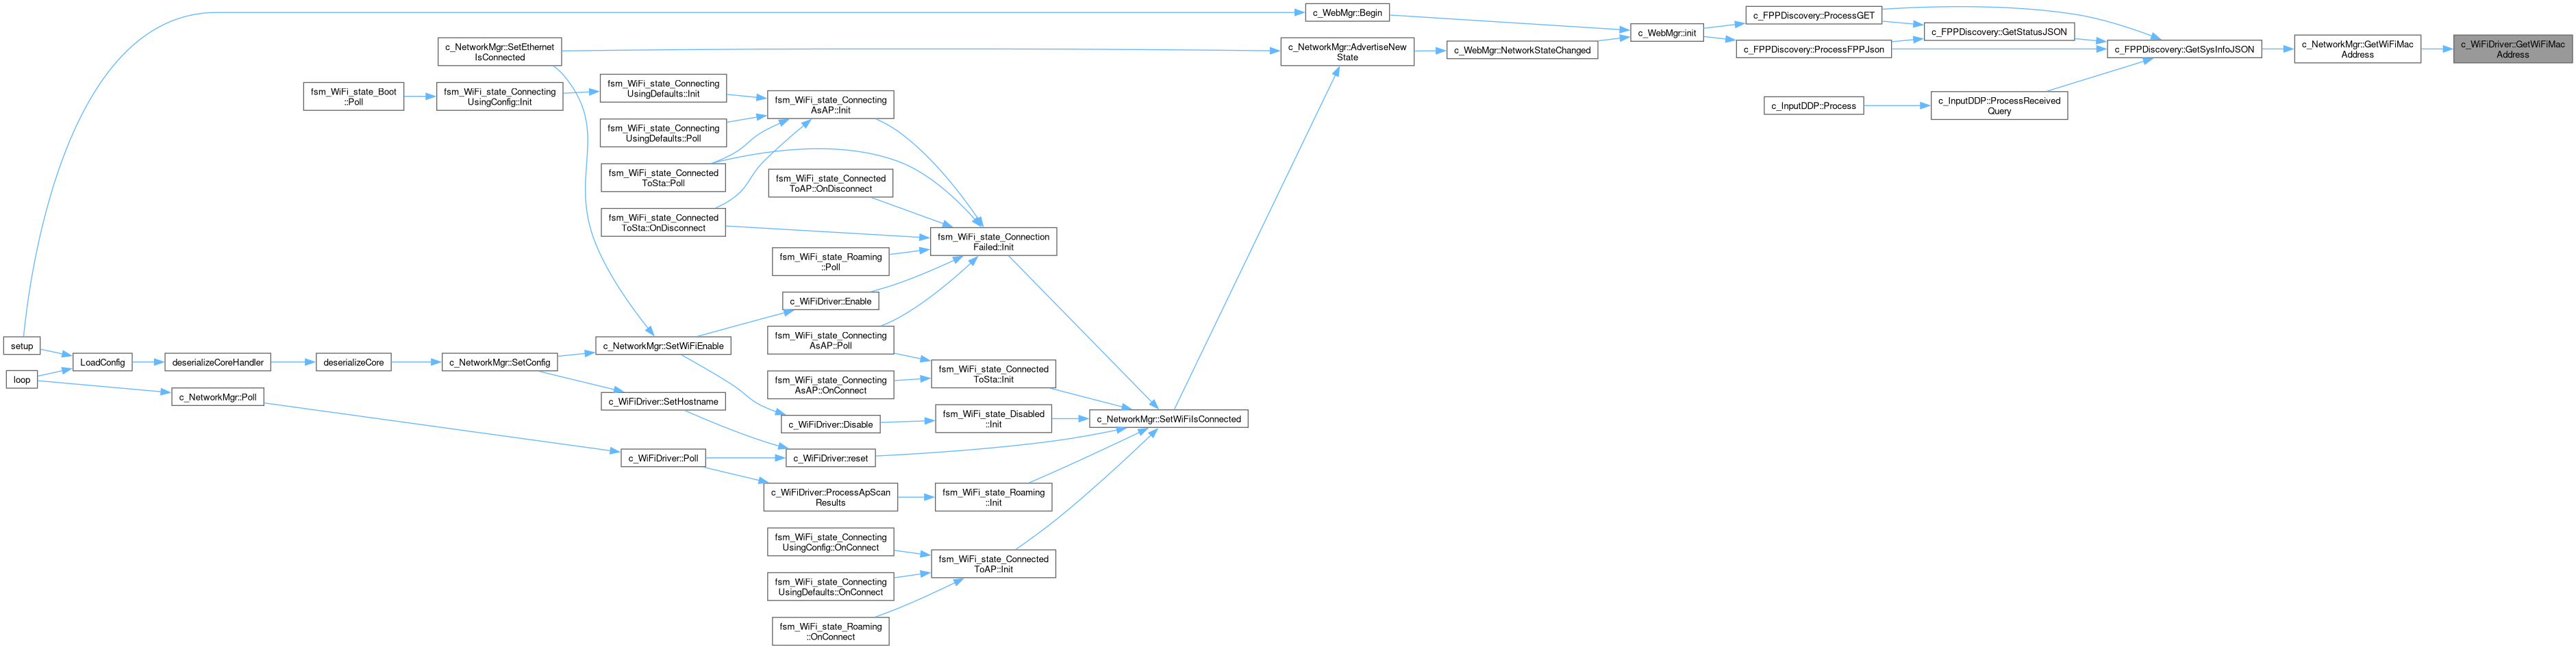 setup
loop
LoadConfig
c_NetworkMgr::Poll
deserializeCoreHandler
fsm_WiFi_state_Boot
::Poll
deserializeCore
c_NetworkMgr::SetEthernet
IsConnected
fsm_WiFi_state_Connecting
UsingConfig::Init
c_NetworkMgr::SetConfig
fsm_WiFi_state_Connecting
UsingDefaults::Init
fsm_WiFi_state_Connecting
UsingDefaults::Poll
fsm_WiFi_state_Connected
ToSta::Poll
fsm_WiFi_state_Connected
ToSta::OnDisconnect
c_NetworkMgr::SetWiFiEnable
c_WiFiDriver::SetHostname
c_WiFiDriver::Poll
fsm_WiFi_state_Connecting
AsAP::Init
fsm_WiFi_state_Connected
ToAP::OnDisconnect
fsm_WiFi_state_Roaming
::Poll
c_WiFiDriver::Enable
fsm_WiFi_state_Connecting
AsAP::Poll
fsm_WiFi_state_Connecting
AsAP::OnConnect
c_WiFiDriver::Disable
c_WiFiDriver::reset
c_WiFiDriver::ProcessApScan
Results
fsm_WiFi_state_Connecting
UsingConfig::OnConnect
fsm_WiFi_state_Connecting
UsingDefaults::OnConnect
fsm_WiFi_state_Roaming
::OnConnect
fsm_WiFi_state_Connection
Failed::Init
fsm_WiFi_state_Connected
ToSta::Init
fsm_WiFi_state_Disabled
::Init
fsm_WiFi_state_Roaming
::Init
fsm_WiFi_state_Connected
ToAP::Init
c_NetworkMgr::SetWiFiIsConnected
c_WebMgr::Begin
c_NetworkMgr::AdvertiseNew
State
c_WebMgr::NetworkStateChanged
c_WebMgr::init
c_FPPDiscovery::ProcessGET
c_FPPDiscovery::ProcessFPPJson
c_InputDDP::Process
c_FPPDiscovery::GetStatusJSON
c_InputDDP::ProcessReceived
Query
c_FPPDiscovery::GetSysInfoJSON
c_NetworkMgr::GetWiFiMac
Address
c_WiFiDriver::GetWiFiMac
Address